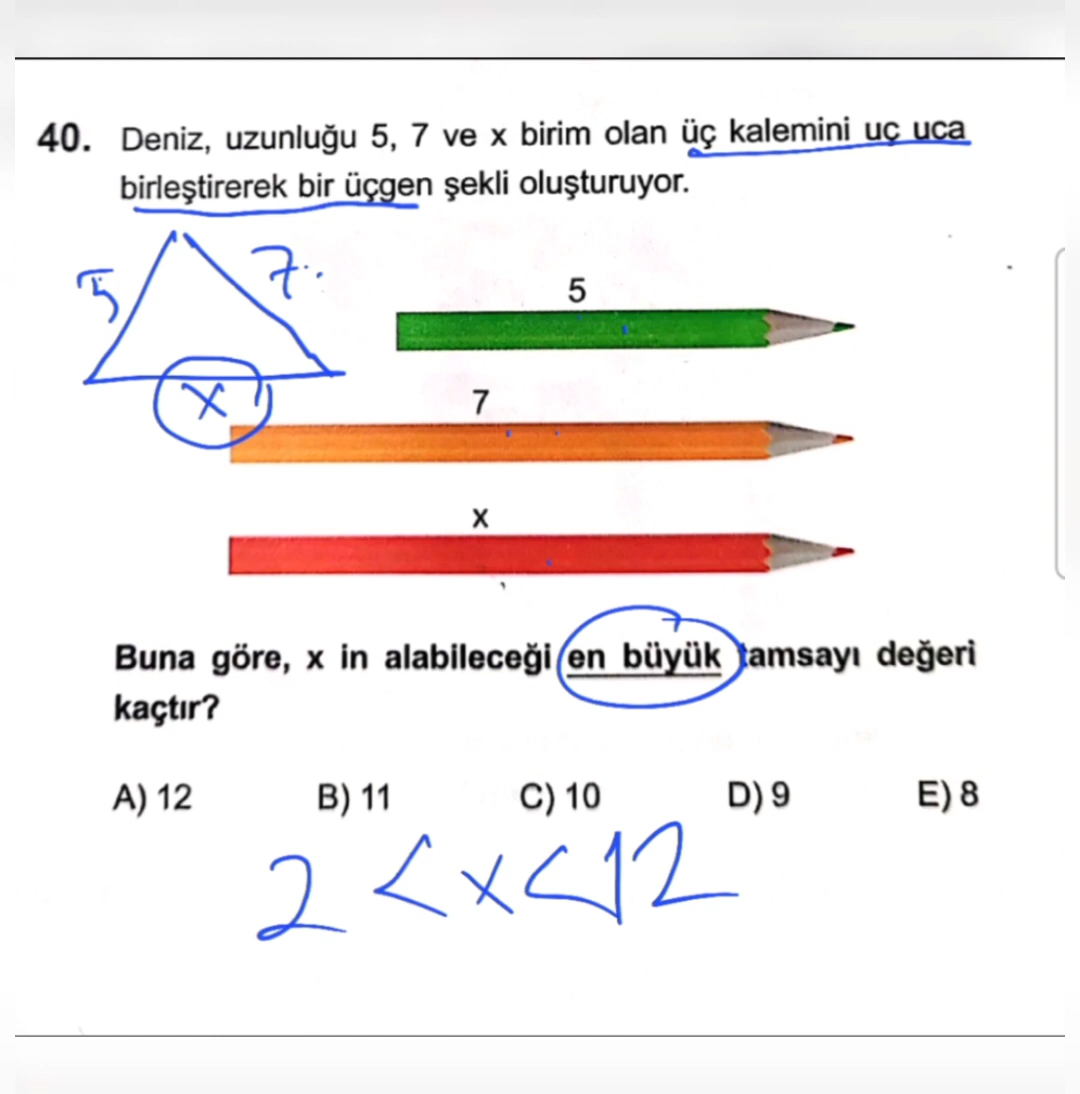 40. Deniz, uzunluğu 5, 7 ve x birim olan üç kalemini uç uca
birleştirerek bir üçgen şekli oluşturuyor.
5 7
x
5
7
x
Buna göre, x in alabileceği en büyük tamsayı değeri
kaçtır?
A) 12 B) 11 C) 10 D) 9 E) 8
2 < x < 12